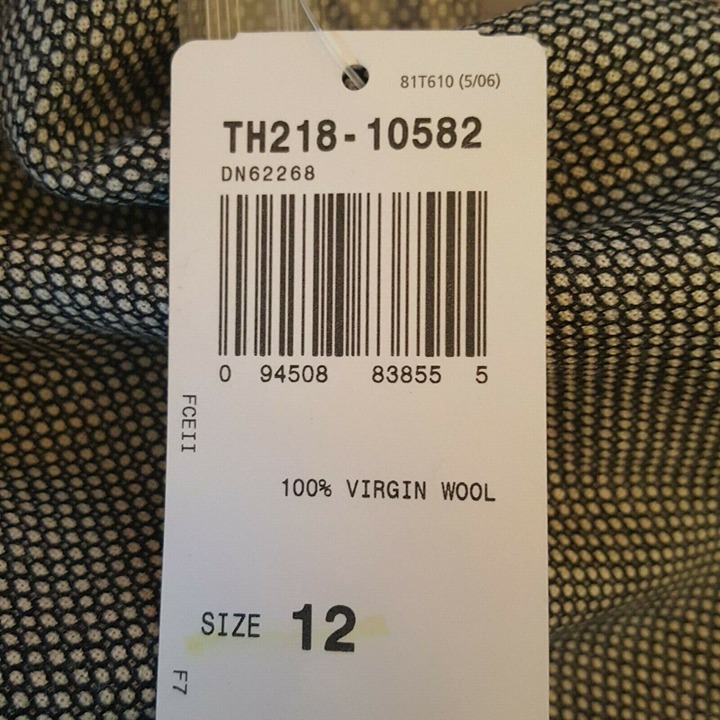 81T610 (5/06)
TH218-10582
DN62268
0 94508 83855 5
FCEII
100% VIRGIN WOOL
SIZE 12
F7